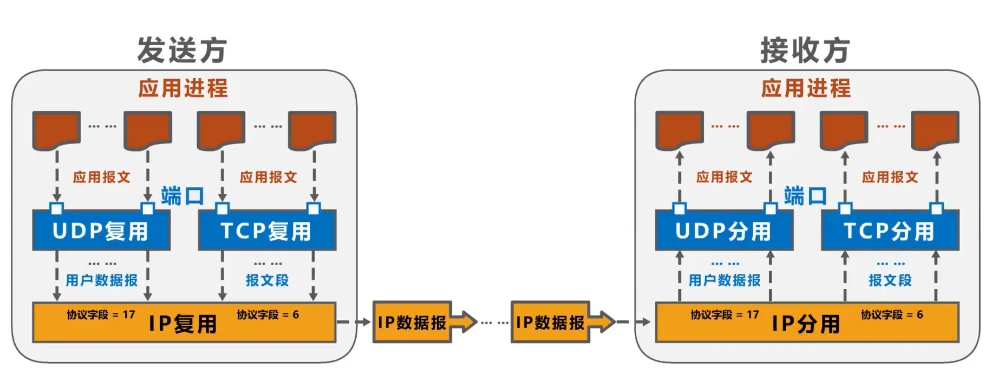 发送方
应用进程
… …
… …
应用报文
应用报文
端口
UDP复用
TCP复用
… …
… …
用户数据报
报文段
协议字段 = 17
IP复用
协议字段 = 6
IP数据报
… …
IP数据报
接收方
应用进程
… …
… …
应用报文
应用报文
端口
UDP分用
TCP分用
… …
… …
用户数据报
报文段
协议字段 = 17
IP分用
协议字段 = 6